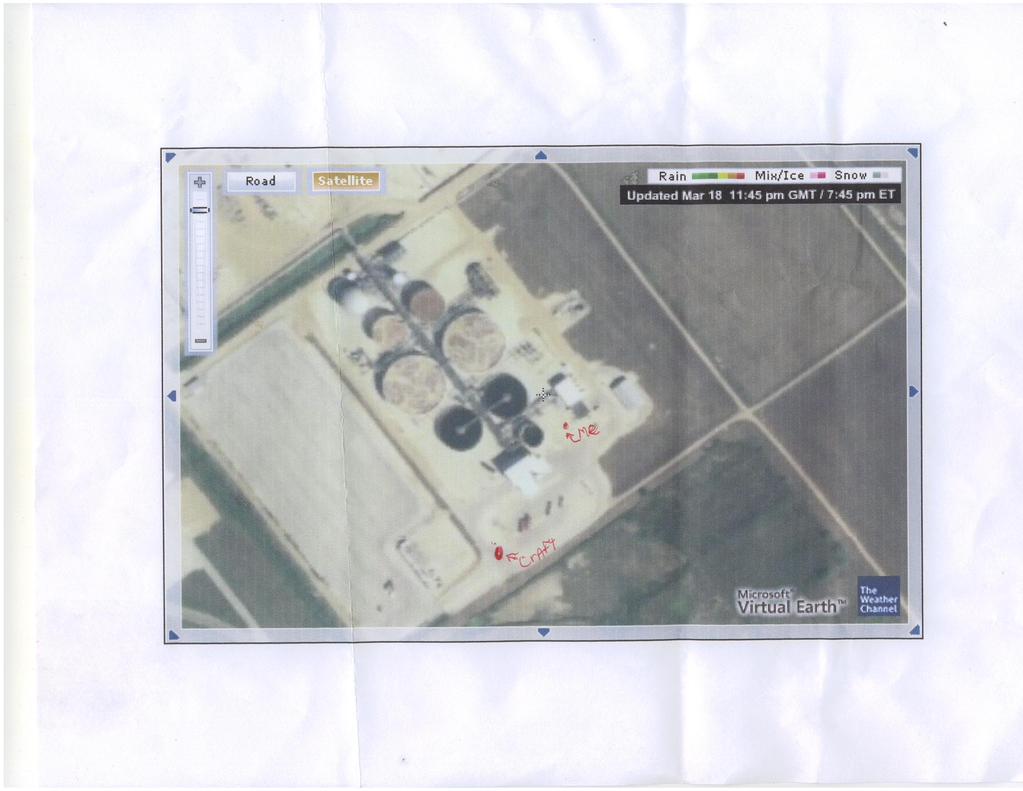 Road
Satellite
Rain
Mix/Ice
Snow
Updated Mar 18 11:45 pm GMT / 7:45 pm ET
Me
Craft
Microsoft®
Virtual Earth™
The
Weather
Channel